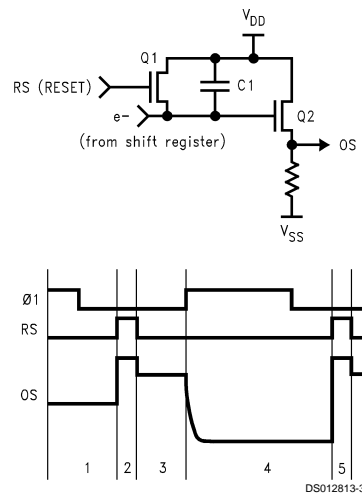 V_DD
Q1
RS (RESET)
C1
e-
Q2
(from shift register)
OS
V_SS
Ø1
RS
OS
1 2 3 4 5
DS012813-3